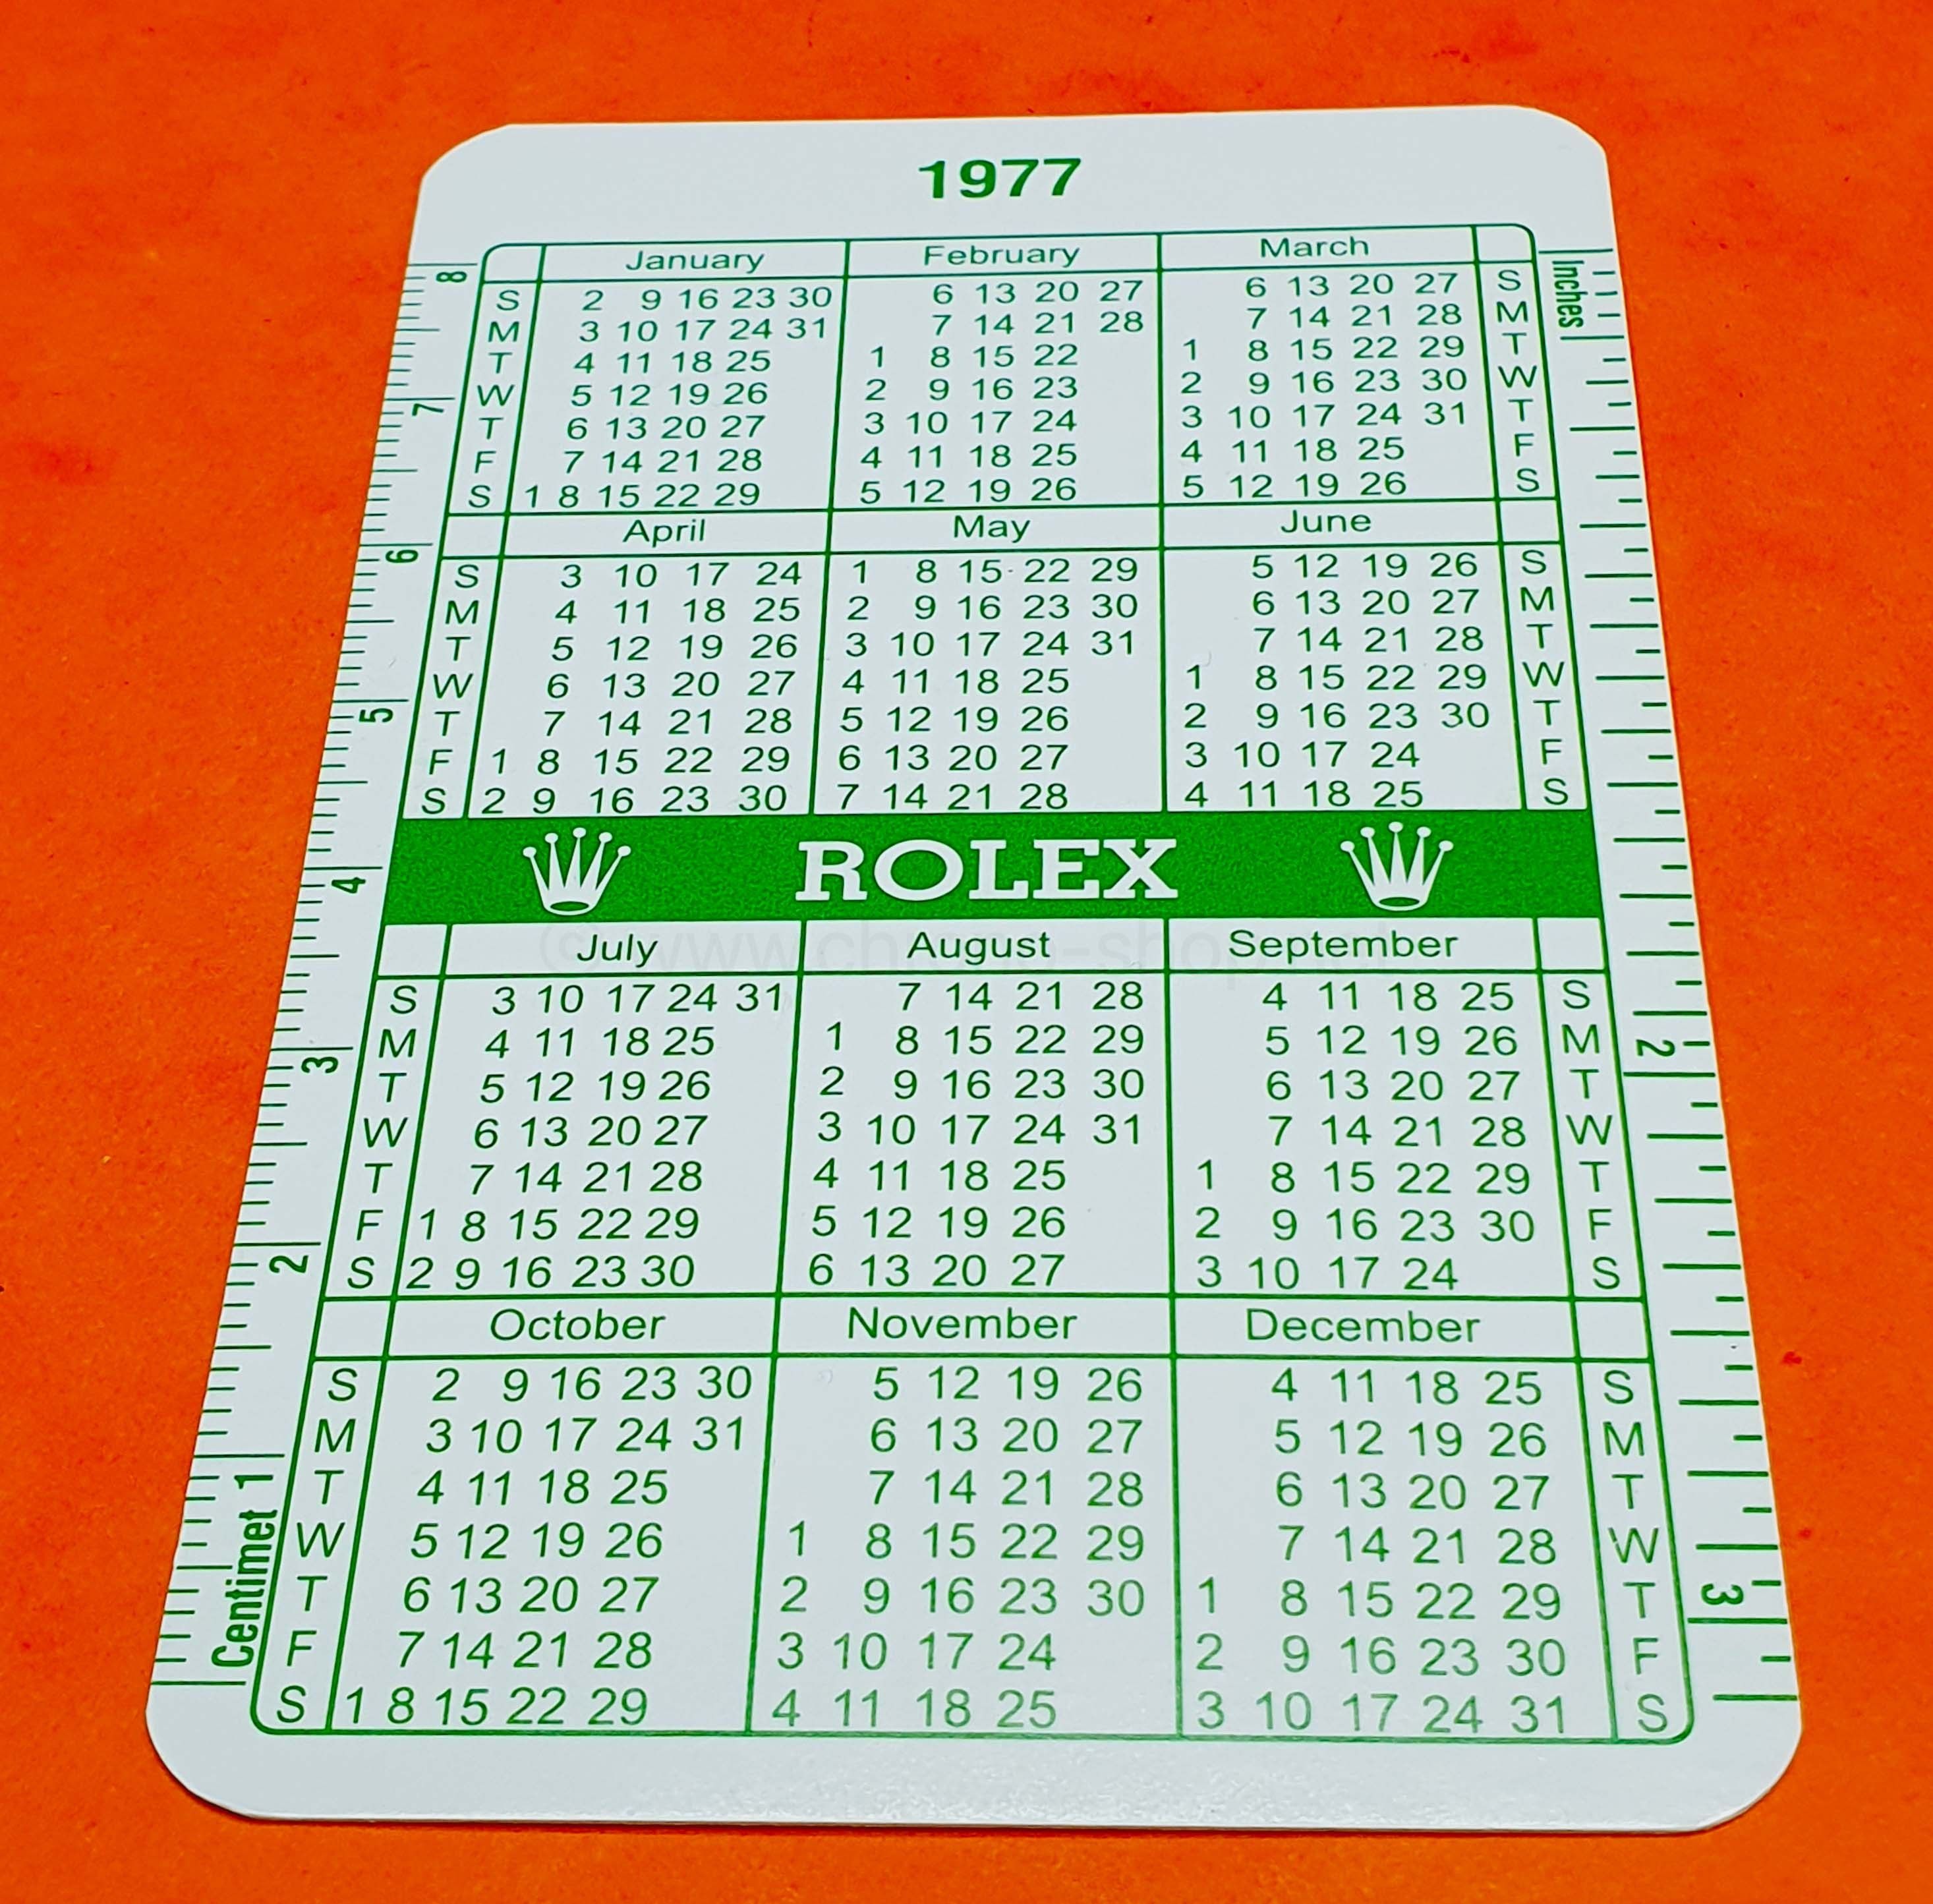 1977
January February March
S 2 9 16 23 30 6 13 20 27 6 13 20 27 S
M 3 10 17 24 31 7 14 21 28 7 14 21 28 M
T 4 11 18 25 1 8 15 22 1 8 15 22 29 T
W 5 12 19 26 2 9 16 23 2 9 16 23 30 W
T 6 13 20 27 3 10 17 24 3 10 17 24 31 T
F 7 14 21 28 4 11 18 25 4 11 18 25 F
S 1 8 15 22 29 5 12 19 26 5 12 19 26 S
April May June
S 3 10 17 24 1 8 15 22 29 5 12 19 26 S
M 4 11 18 25 2 9 16 23 30 6 13 20 27 M
T 5 12 19 26 3 10 17 24 31 7 14 21 28 T
W 6 13 20 27 4 11 18 25 1 8 15 22 29 W
T 7 14 21 28 5 12 19 26 2 9 16 23 30 T
F 1 8 15 22 29 6 13 20 27 3 10 17 24 F
S 2 9 16 23 30 7 14 21 28 4 11 18 25 S
ROLEX
July August September
S 3 10 17 24 31 7 14 21 28 4 11 18 25 S
M 4 11 18 25 1 8 15 22 29 5 12 19 26 M
T 5 12 19 26 2 9 16 23 30 6 13 20 27 T
W 6 13 20 27 3 10 17 24 31 7 14 21 28 W
T 7 14 21 28 4 11 18 25 1 8 15 22 29 T
F 1 8 15 22 29 5 12 19 26 2 9 16 23 30 F
S 2 9 16 23 30 6 13 20 27 3 10 17 24 S
October November December
S 2 9 16 23 30 5 12 19 26 4 11 18 25 S
M 3 10 17 24 31 6 13 20 27 5 12 19 26 M
T 4 11 18 25 7 14 21 28 6 13 20 27 T
W 5 12 19 26 1 8 15 22 29 7 14 21 28 W
T 6 13 20 27 2 9 16 23 30 1 8 15 22 29 T
F 7 14 21 28 3 10 17 24 2 9 16 23 30 F
S 1 8 15 22 29 4 11 18 25 3 10 17 24 31 S
Centimet 1 2 3 4 5 6 7 8
Inches 2 3